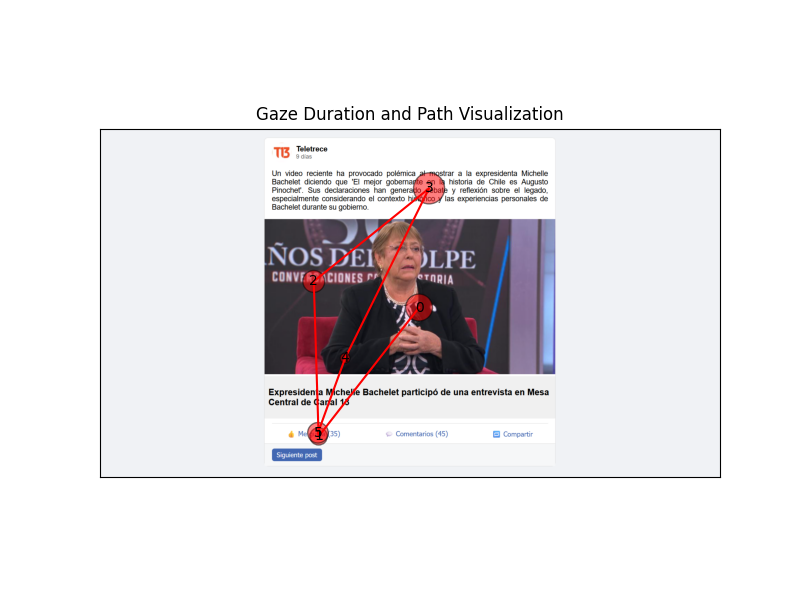 Gaze Duration and Path Visualization
T13 Teletrece
9 días
Un video reciente ha provocado polémica al mostrar a la expresidenta Michelle
Bachelet diciendo que 'El mejor gobernante en la historia de Chile es Augusto
Pinochet'. Sus declaraciones han generado debate y reflexión sobre el legado,
especialmente considerando el contexto histórico y las experiencias personales de
Bachelet durante su gobierno.
3
AÑOS DEL GOLPE
CONVERSACIONES CON HISTORIA
2
0
4
Expresidenta Michelle Bachelet participó de una entrevista en Mesa
Central de Canal 13
(35) Comentarios (45) Compartir
5
1
Siguiente post